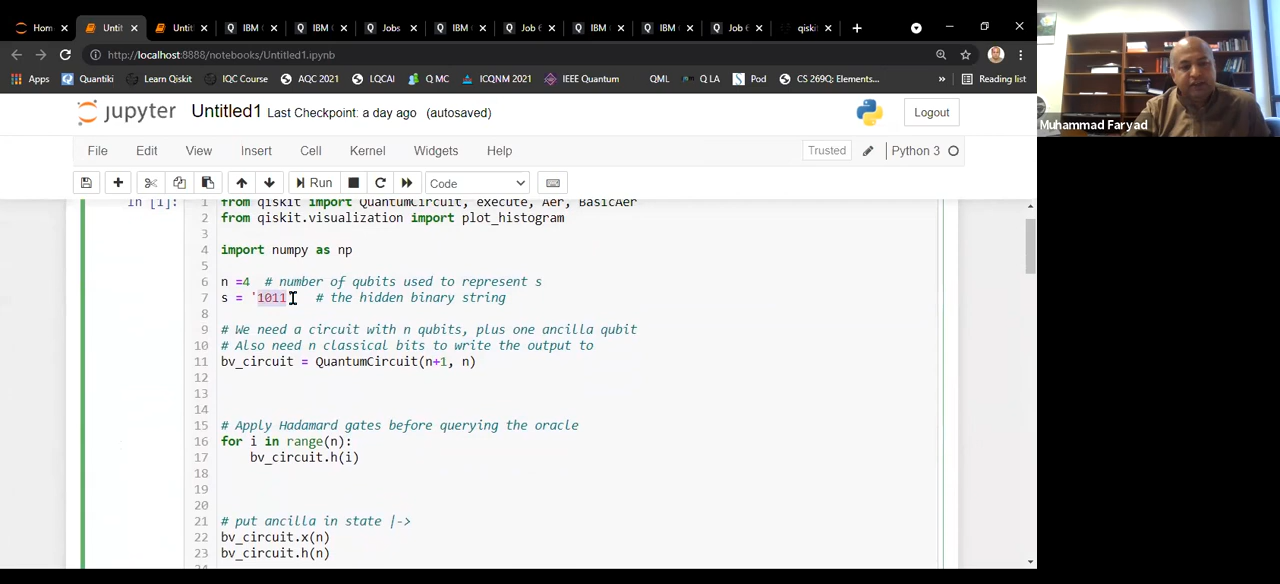 Hom
Untit
Untit
IBM
IBM
Jobs
IBM
Job 6
IBM
IBM
Job 6
qiski
http://localhost:8888/notebooks/Untitled1.ipynb
Apps Quantiki Learn Qiskit IQC Course AQC 2021 LQCAI Q MC ICQNM 2021 IEEE Quantum QML Q LA Pod CS 269Q: Elements... » Reading list
Muhammad Faryad
jupyter Untitled1 Last Checkpoint: a day ago (autosaved) Logout
File Edit View Insert Cell Kernel Widgets Help Trusted Python 3
Run Code
In [1]: 1 from qiskit import QuantumCircuit, execute, Aer, BasicAer
2 from qiskit.visualization import plot_histogram
3
4 import numpy as np
5
6 n =4 # number of qubits used to represent s
7 s = '1011 # the hidden binary string
8
9 # We need a circuit with n qubits, plus one ancilla qubit
10 # Also need n classical bits to write the output to
11 bv_circuit = QuantumCircuit(n+1, n)
12
13
14
15 # Apply Hadamard gates before querying the oracle
16 for i in range(n):
17 bv_circuit.h(i)
18
19
20
21 # put ancilla in state |->
22 bv_circuit.x(n)
23 bv_circuit.h(n)